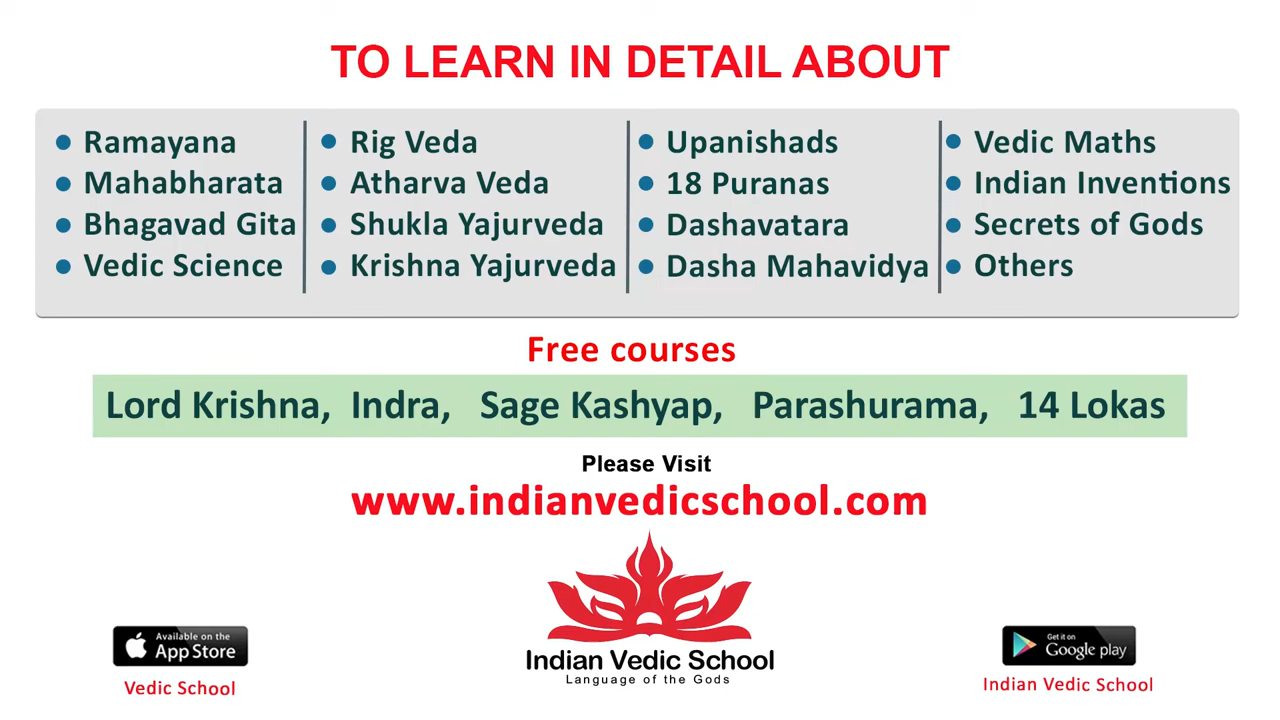 TO LEARN IN DETAIL ABOUT
• Ramayana
• Mahabharata
• Bhagavad Gita
• Vedic Science
• Rig Veda
• Atharva Veda
• Shukla Yajurveda
• Krishna Yajurveda
• Upanishads
• 18 Puranas
• Dashavatara
• Dasha Mahavidya
• Vedic Maths
• Indian Inventions
• Secrets of Gods
• Others
Free courses
Lord Krishna, Indra, Sage Kashyap, Parashurama, 14 Lokas
Please Visit
www.indianvedicschool.com
Indian Vedic School
Language of the Gods
Available on the
App Store
Vedic School
Get it on
Google play
Indian Vedic School